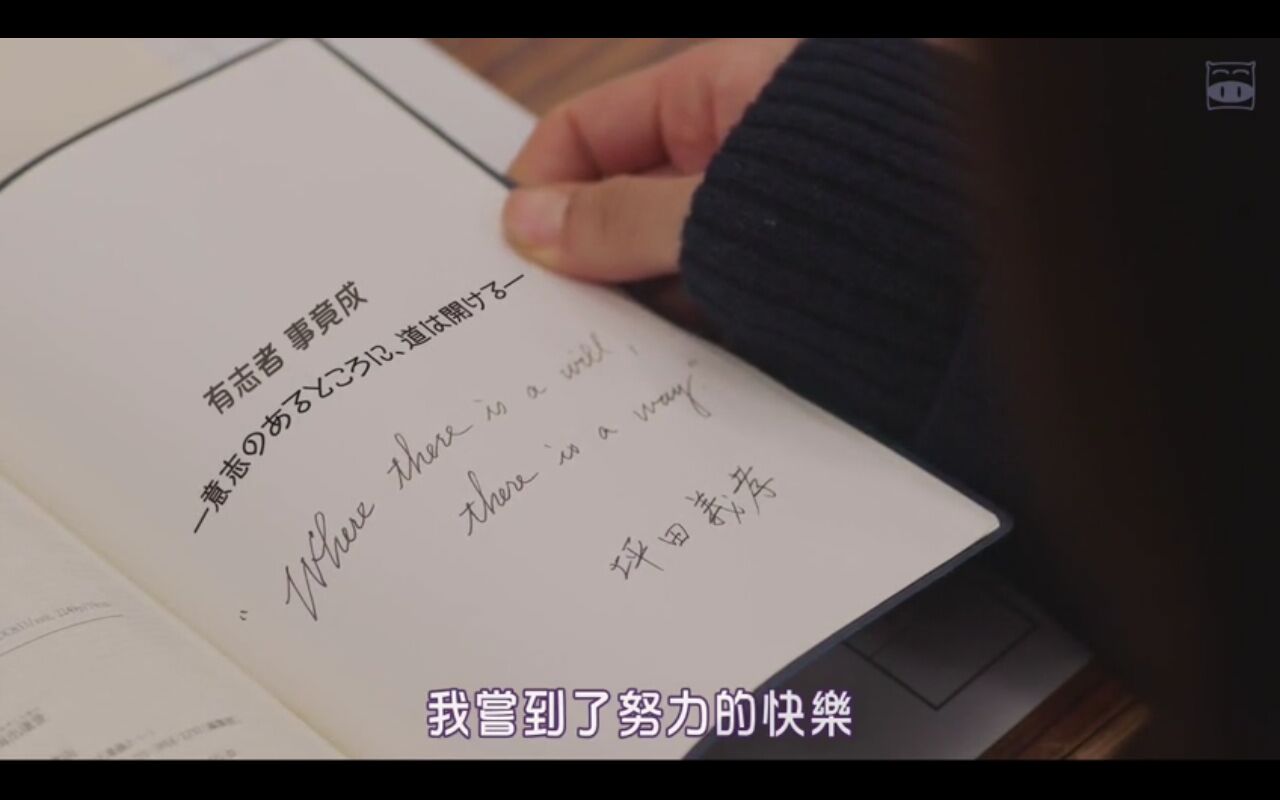 有志者 事竟成
—意志のあるところに、道は開ける—
"Where there is a will,
there is a way"
坪田義孝
我嘗到了努力的快樂